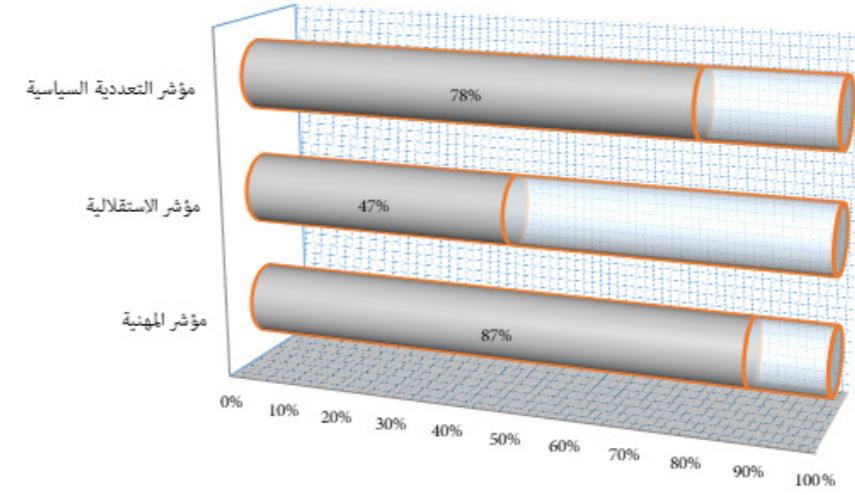 مؤشر التعددية السياسية
78%
مؤشر الاستقلالية
47%
مؤشر المهنية
87%
0% 10% 20% 30% 40% 50% 60% 70% 80% 90% 100%